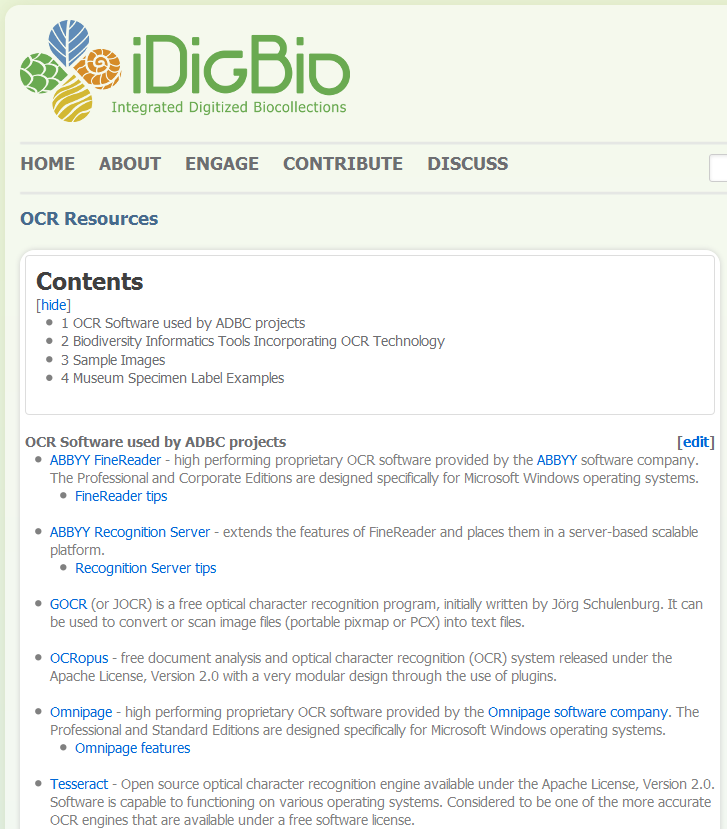 iDigBio
Integrated Digitized Biocollections
HOME ABOUT ENGAGE CONTRIBUTE DISCUSS
OCR Resources
Contents
[hide]
1 OCR Software used by ADBC projects
2 Biodiversity Informatics Tools Incorporating OCR Technology
3 Sample Images
4 Museum Specimen Label Examples
OCR Software used by ADBC projects [edit]
ABBYY FineReader - high performing proprietary OCR software provided by the ABBYY software company.
The Professional and Corporate Editions are designed specifically for Microsoft Windows operating systems.
FineReader tips
ABBYY Recognition Server - extends the features of FineReader and places them in a server-based scalable
platform.
Recognition Server tips
GOCR (or JOCR) is a free optical character recognition program, initially written by Jörg Schulenburg. It can
be used to convert or scan image files (portable pixmap or PCX) into text files.
OCRopus - free document analysis and optical character recognition (OCR) system released under the
Apache License, Version 2.0 with a very modular design through the use of plugins.
Omnipage - high performing proprietary OCR software provided by the Omnipage software company. The
Professional and Standard Editions are designed specifically for Microsoft Windows operating systems.
Omnipage features
Tesseract - Open source optical character recognition engine available under the Apache License, Version 2.0.
Software is capable to functioning on various operating systems. Considered to be one of the more accurate
OCR engines that are available under a free software license.